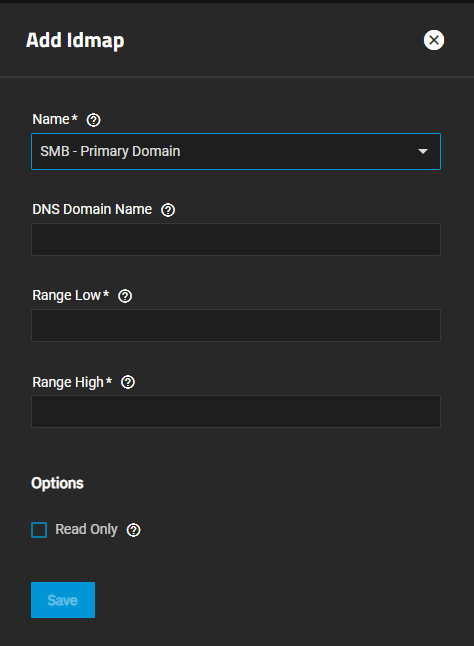 Add Idmap
Name*
SMB - Primary Domain
DNS Domain Name
Range Low*
Range High*
Options
Read Only
Save